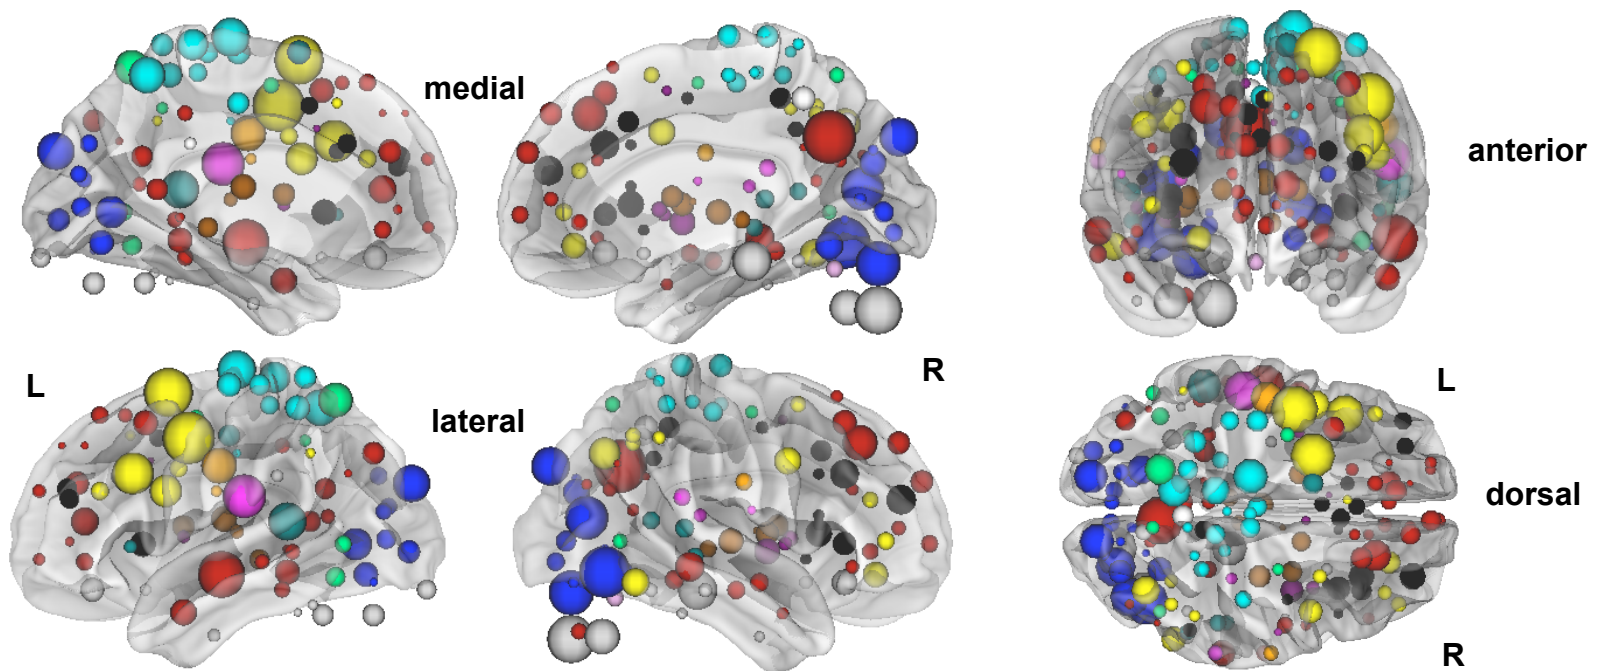 medial
anterior
L
R
lateral
L
dorsal
R